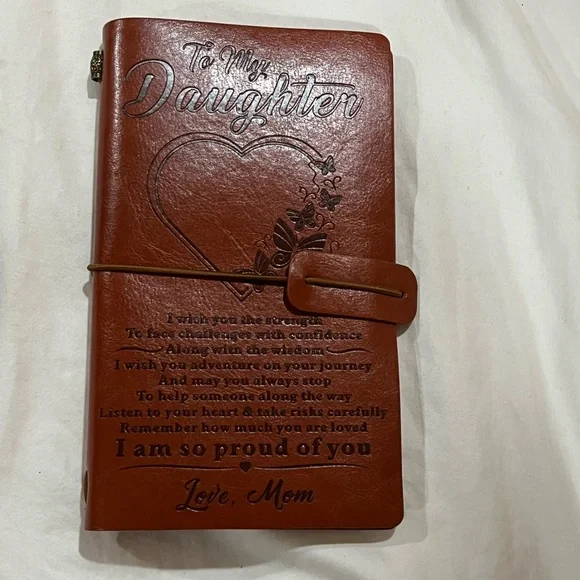 To My
Daughter
I wish you the strength
To face challenges with confidence
Along with the wisdom
I wish you adventure on your journey
And may you always stop
To help someone along the way
Listen to your heart & take risks carefully
Remember how much you are loved
I am so proud of you
Love, Mom